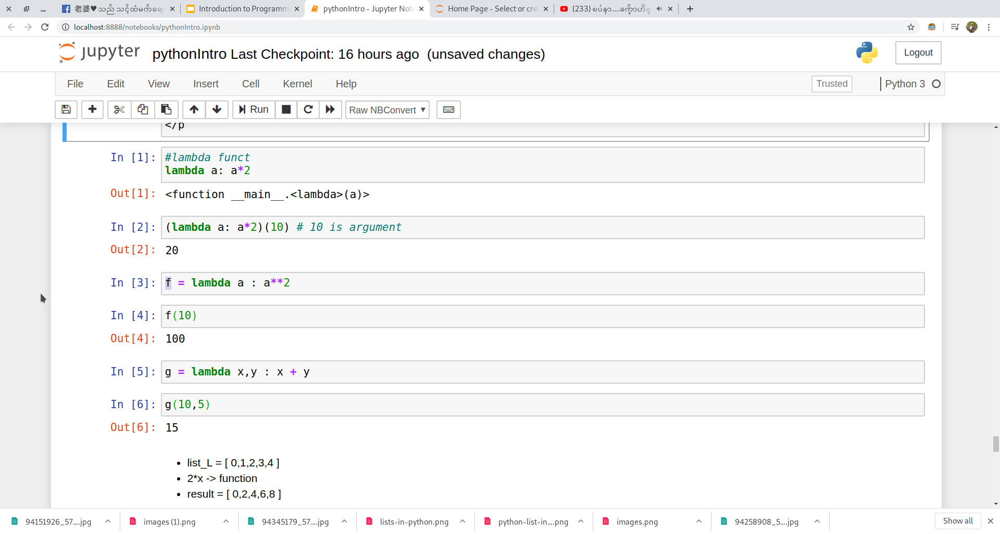 老婆♥သည် သင့်ထံမက်ဆေ
Introduction to Programm
pythonIntro - Jupyter Not
Home Page - Select or cre
(233)
localhost:8888/notebooks/pythonIntro.ipynb
jupyter pythonIntro Last Checkpoint: 16 hours ago (unsaved changes)
Logout
File Edit View Insert Cell Kernel Help
Trusted
Python 3
Run
Raw NBConvert
</p
In [1]: #lambda funct
lambda a: a*2
Out[1]: <function __main__.<lambda>(a)>
In [2]: (lambda a: a*2)(10) # 10 is argument
Out[2]: 20
In [3]: f = lambda a : a**2
In [4]: f(10)
Out[4]: 100
In [5]: g = lambda x,y : x + y
In [6]: g(10,5)
Out[6]: 15
• list_L = [ 0,1,2,3,4 ]
• 2*x -> function
• result = [ 0,2,4,6,8 ]
94151926_57....jpg
images (1).png
94345179_57....jpg
lists-in-python.png
python-list-in....png
images.png
94258908_5....jpg
Show all